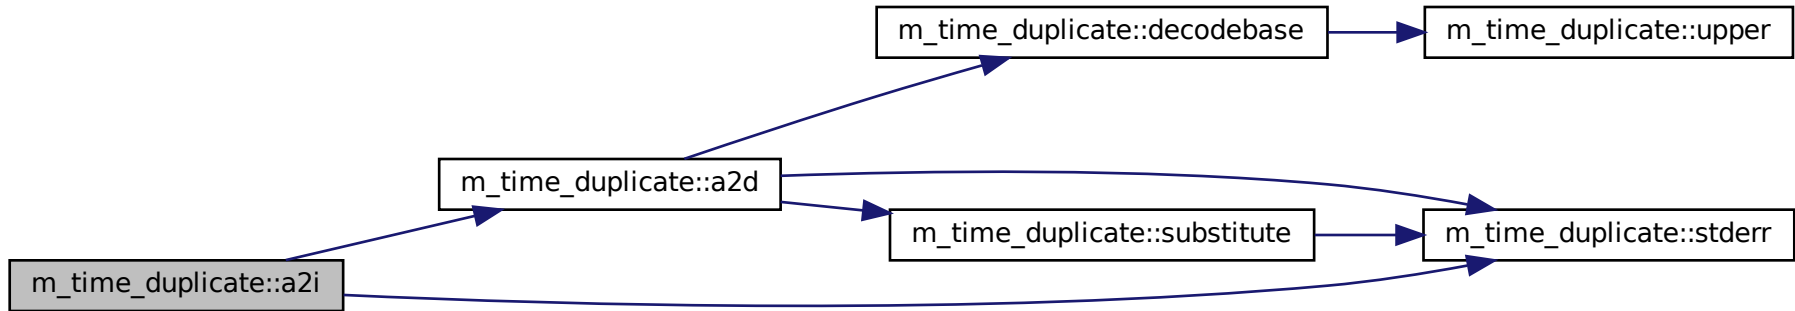 m_time_duplicate::decodebase
m_time_duplicate::upper
m_time_duplicate::a2d
m_time_duplicate::substitute
m_time_duplicate::stderr
m_time_duplicate::a2i